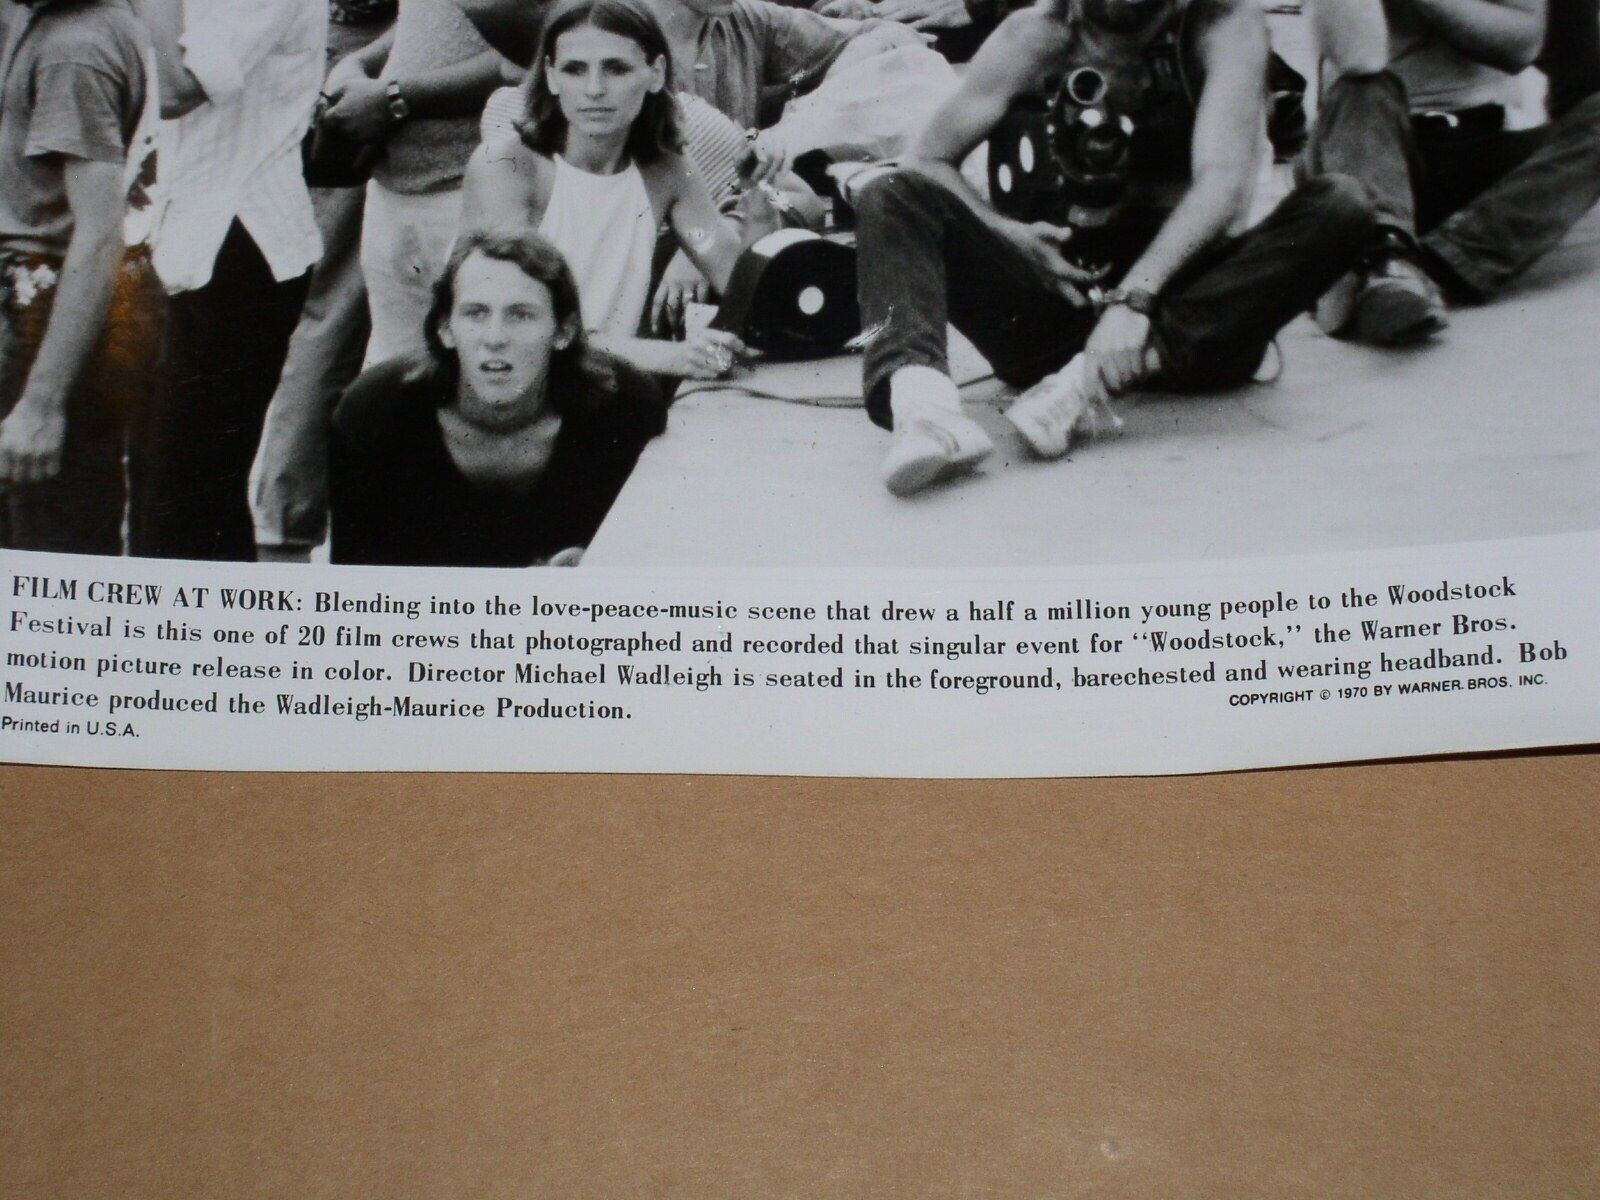 FILM CREW AT WORK: Blending into the love-peace-music scene that drew a half a million young people to the Woodstock
Festival is this one of 20 film crews that photographed and recorded that singular event for “Woodstock,” the Warner Bros.
motion picture release in color. Director Michael Wadleigh is seated in the foreground, barechested and wearing headband. Bob
Maurice produced the Wadleigh-Maurice Production.
COPYRIGHT © 1970 BY WARNER BROS. INC.
Printed in U.S.A.